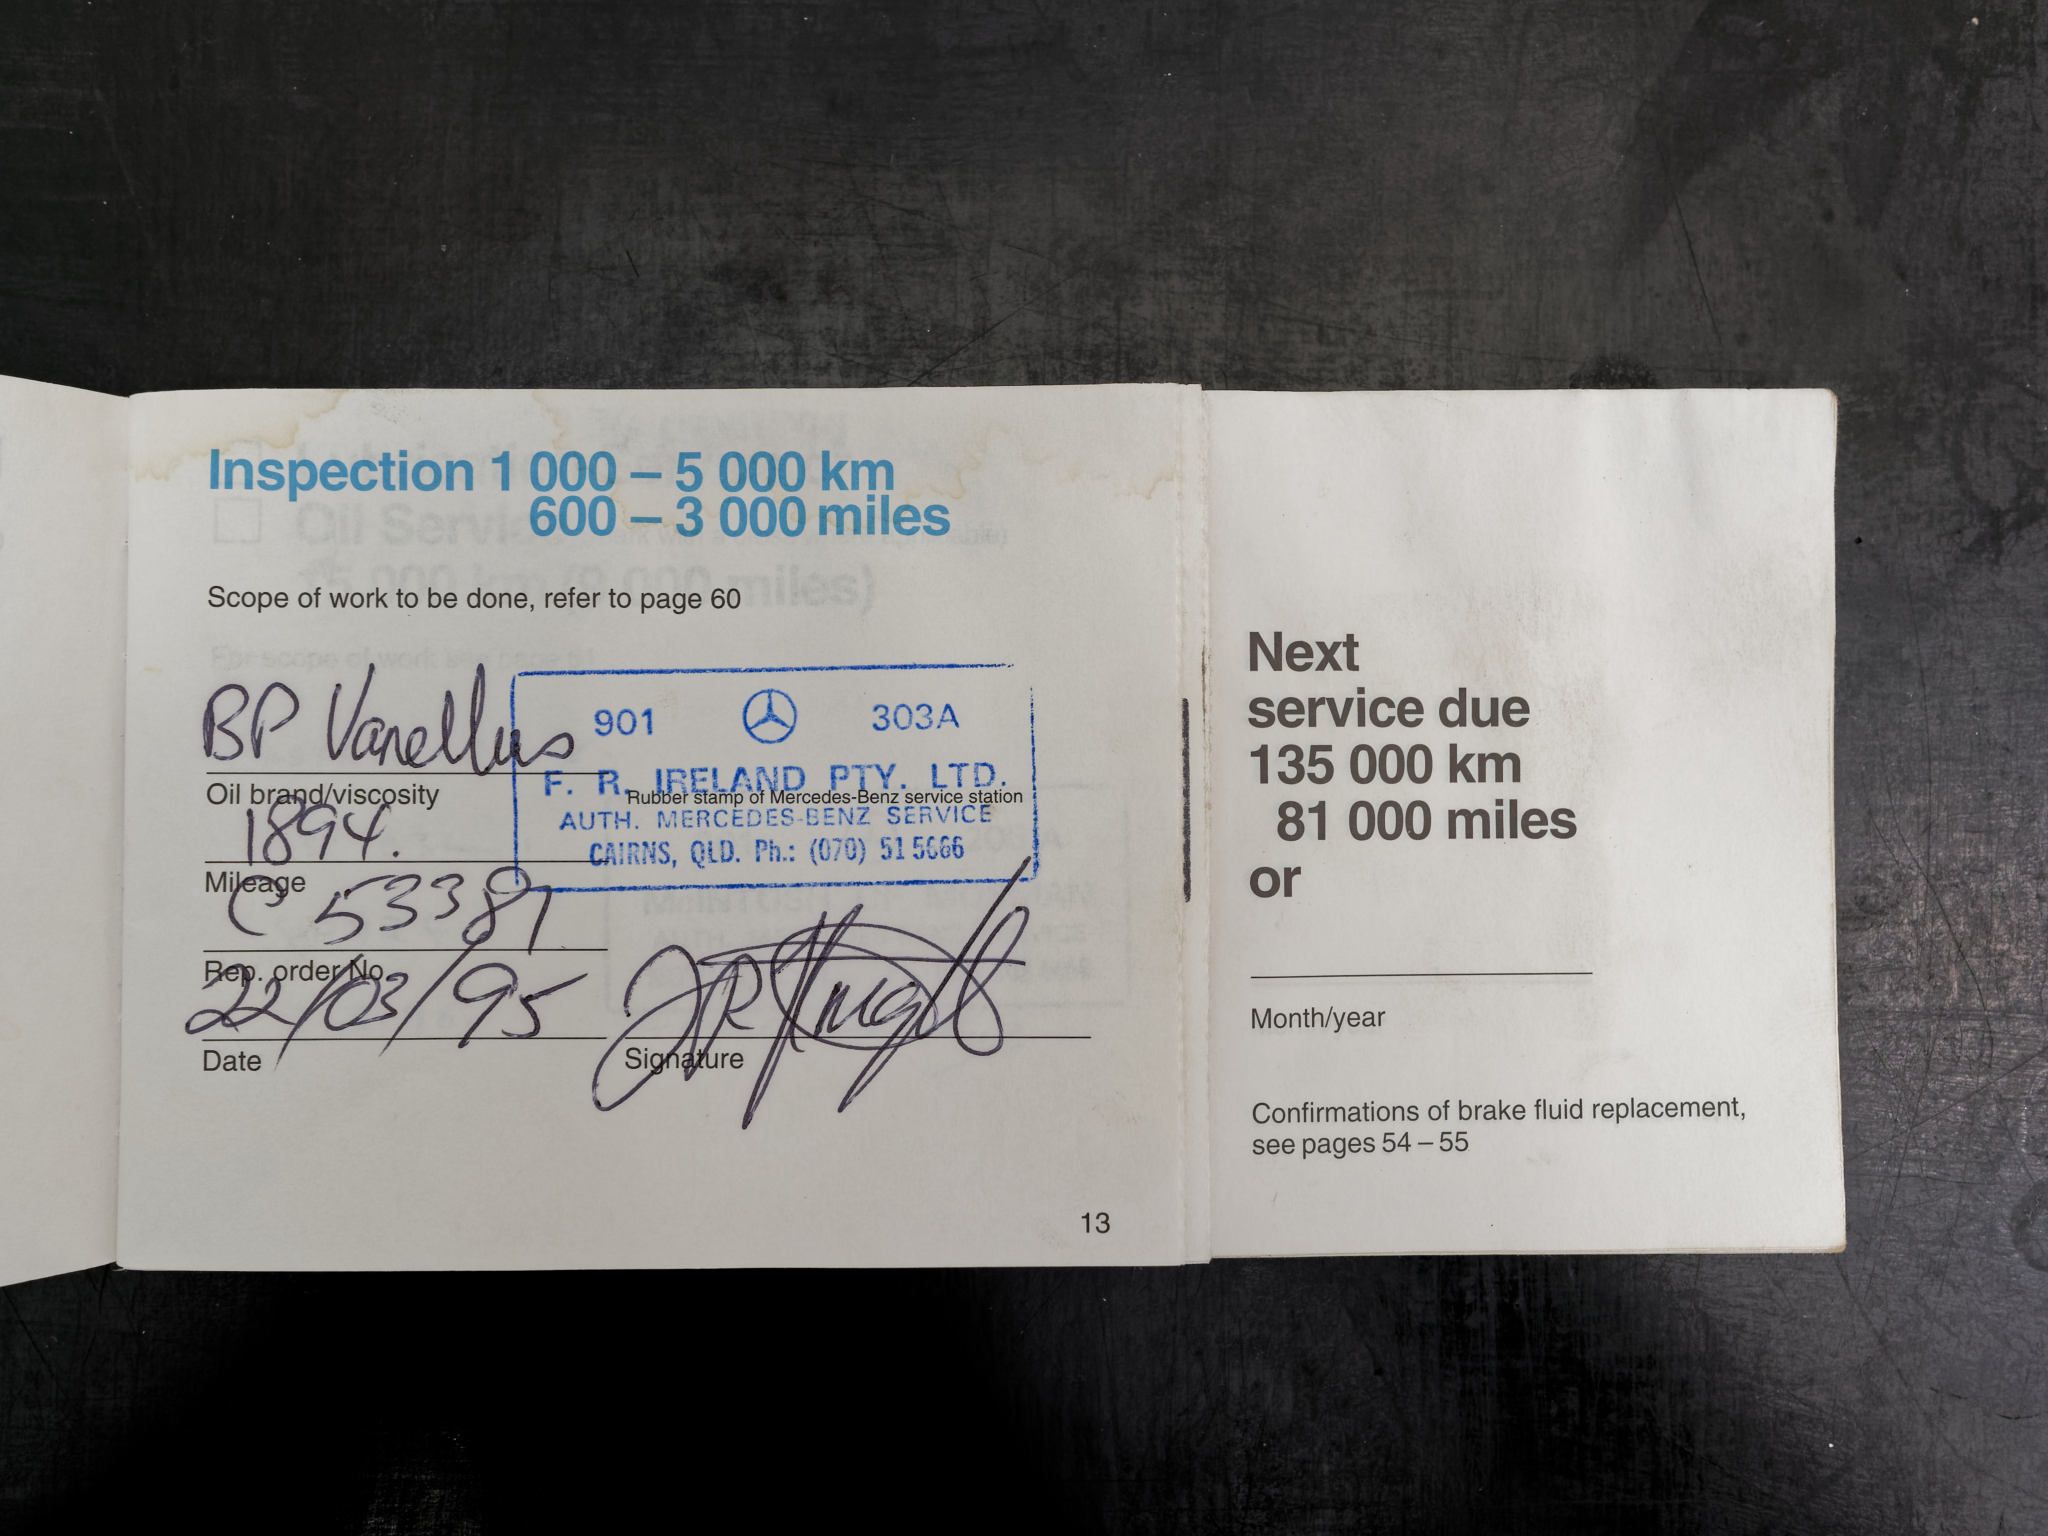 Inspection 1 000 – 5 000 km
600 – 3 000 miles
Scope of work to be done, refer to page 60
BP Vanellus
Oil brand/viscosity
1894.
Mileage
C 53387
Rep. order No.
22/03/95
Date
901 303A
F. R. IRELAND PTY. LTD.
Rubber stamp of Mercedes-Benz service station
AUTH. MERCEDES-BENZ SERVICE
CAIRNS, QLD. Ph.: (070) 51 5666
Signature
13
Next
service due
135 000 km
81 000 miles
or
Month/year
Confirmations of brake fluid replacement,
see pages 54 – 55